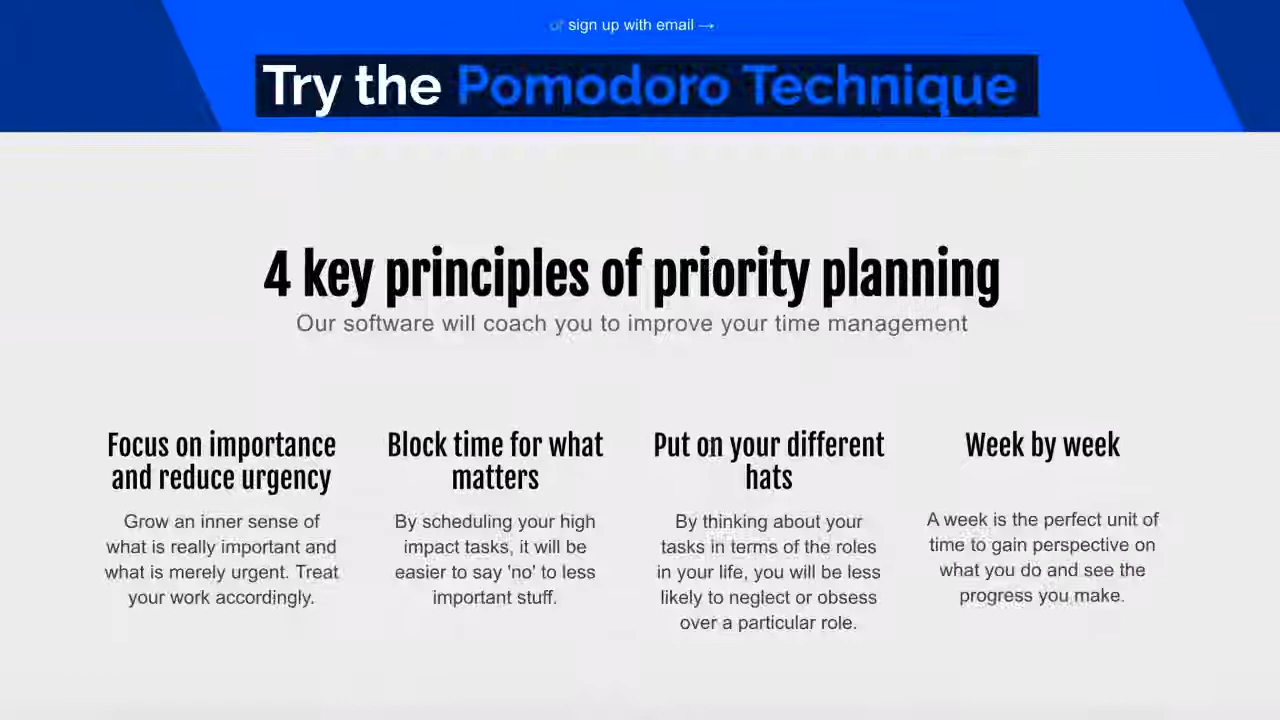 or sign up with email →
Try the Pomodoro Technique
4 key principles of priority planning
Our software will coach you to improve your time management
Focus on importance
and reduce urgency
Grow an inner sense of
what is really important and
what is merely urgent. Treat
your work accordingly.
Block time for what
matters
By scheduling your high
impact tasks, it will be
easier to say 'no' to less
important stuff.
Put on your different
hats
By thinking about your
tasks in terms of the roles
in your life, you will be less
likely to neglect or obsess
over a particular role.
Week by week
A week is the perfect unit of
time to gain perspective on
what you do and see the
progress you make.